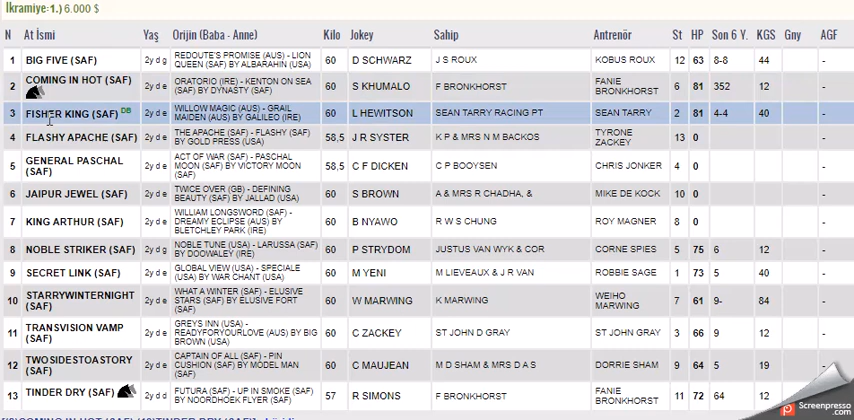 İkramiye:1) 6.000 $
N At İsmi Yaş Orijin (Baba - Anne) Kilo Jokey Sahip Antrenör St HP Son 6 Y. KGS Gny AGF
1 BIG FIVE (SAF) 2y d g REDOUTE'S PROMISE (AUS) - LION QUEEN (SAF) BY ALBARAHIN (USA) 60 D SCHWARZ J S ROUX KOBUS ROUX 12 63 8-8 44 -
2 COMING IN HOT (SAF) 2y d e ORATORIO (IRE) - KENTON ON SEA (SAF) BY DYNASTY (SAF) 60 S KHUMALO F BRONKHORST FANIE BRONKHORST 6 81 352 12 -
3 FISHER KING (SAF) DB 2y d e WILLOW MAGIC (AUS) - GRAIL MAIDEN (AUS) BY GALILEO (IRE) 60 L HEWITSON SEAN TARRY RACING PT SEAN TARRY 2 81 4-4 40 -
4 FLASHY APACHE (SAF) 2y d e THE APACHE (SAF) - FLASHY (SAF) BY GOLD PRESS (USA) 58,5 J R SYSTER K P & MRS N M BACKOS TYRONE ZACKEY 13 0 -
5 GENERAL PASCHAL (SAF) 2y d e ACT OF WAR (SAF) - PASCHAL MOON (SAF) BY VICTORY MOON (SAF) 58,5 C F DICKEN C P BOOYSEN CHRIS JONKER 4 0 -
6 JAIPUR JEWEL (SAF) 2y d e TWICE OVER (GB) - DEFINING BEAUTY (SAF) BY JALLAD (USA) 60 S BROWN A & MRS R CHADHA, & MIKE DE KOCK 10 0 -
7 KING ARTHUR (SAF) 2y d e WILLIAM LONGSWORD (SAF) - DREAMY ECLIPSE (AUS) BY BLETCHLEY PARK (IRE) 60 B NYAWO R W S CHUNG ROY MAGNER 8 0 -
8 NOBLE STRIKER (SAF) 2y d g NOBLE TUNE (USA) - LARUSSA (SAF) BY DOOWALEY (IRE) 60 P STRYDOM JUSTUS VAN WYK & COR CORNE SPIES 5 75 6 12 -
9 SECRET LINK (SAF) 2y d e GLOBAL VIEW (USA) - SPECIALE (USA) BY WAR CHANT (USA) 60 M YENI M LIEVEAUX & J R VAN ROBBIE SAGE 1 73 5 40 -
10 STARRYWINTERNIGHT (SAF) 2y d e WHAT A WINTER (SAF) - ELUSIVE STARS (SAF) BY ELUSIVE FORT (SAF) 60 W MARWING K MARWING WEIHO MARWING 7 61 9- 84 -
11 TRANSVISION VAMP (SAF) 2y d e GREYS INN (USA) - READYFORYOURLOVE (AUS) BY BIG BROWN (USA) 60 C ZACKEY ST JOHN D GRAY ST JOHN GRAY 3 66 9 12 -
12 TWOSIDESTOASTORY (SAF) 2y d e CAPTAIN OF ALL (SAF) - PIN CUSHION (SAF) BY MODEL MAN (SAF) 60 C MAUJEAN M D SHAM & MRS D A S DORRIE SHAM 9 64 5 19 -
13 TINDER DRY (SAF) 2y d d FUTURA (SAF) - UP IN SMOKE (SAF) BY NOORDHOEK FLYER (SAF) 57 R SIMONS F BRONKHORST FANIE BRONKHORST 11 72 64 12
Screenpresso
.com